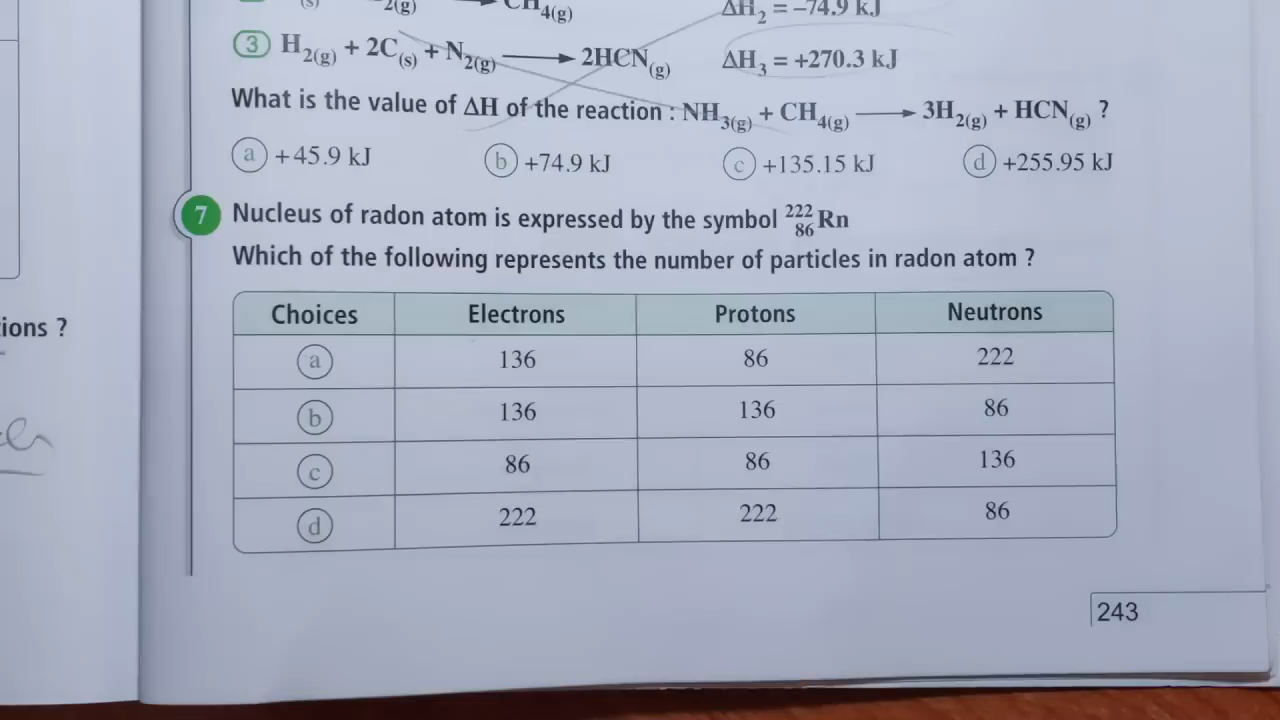 (s) 2(g) CH4(g) ΔH2 = –74.9 kJ
3 H2(g) + 2C(s) + N2(g) ⟶ 2HCN(g) ΔH3 = +270.3 kJ
What is the value of ΔH of the reaction : NH3(g) + CH4(g) ⟶ 3H2(g) + HCN(g) ?
a +45.9 kJ b +74.9 kJ c +135.15 kJ d +255.95 kJ
7 Nucleus of radon atom is expressed by the symbol ²²²₈₆Rn
Which of the following represents the number of particles in radon atom ?
Choices Electrons Protons Neutrons
a 136 86 222
b 136 136 86
c 86 86 136
d 222 222 86
ions ?
243